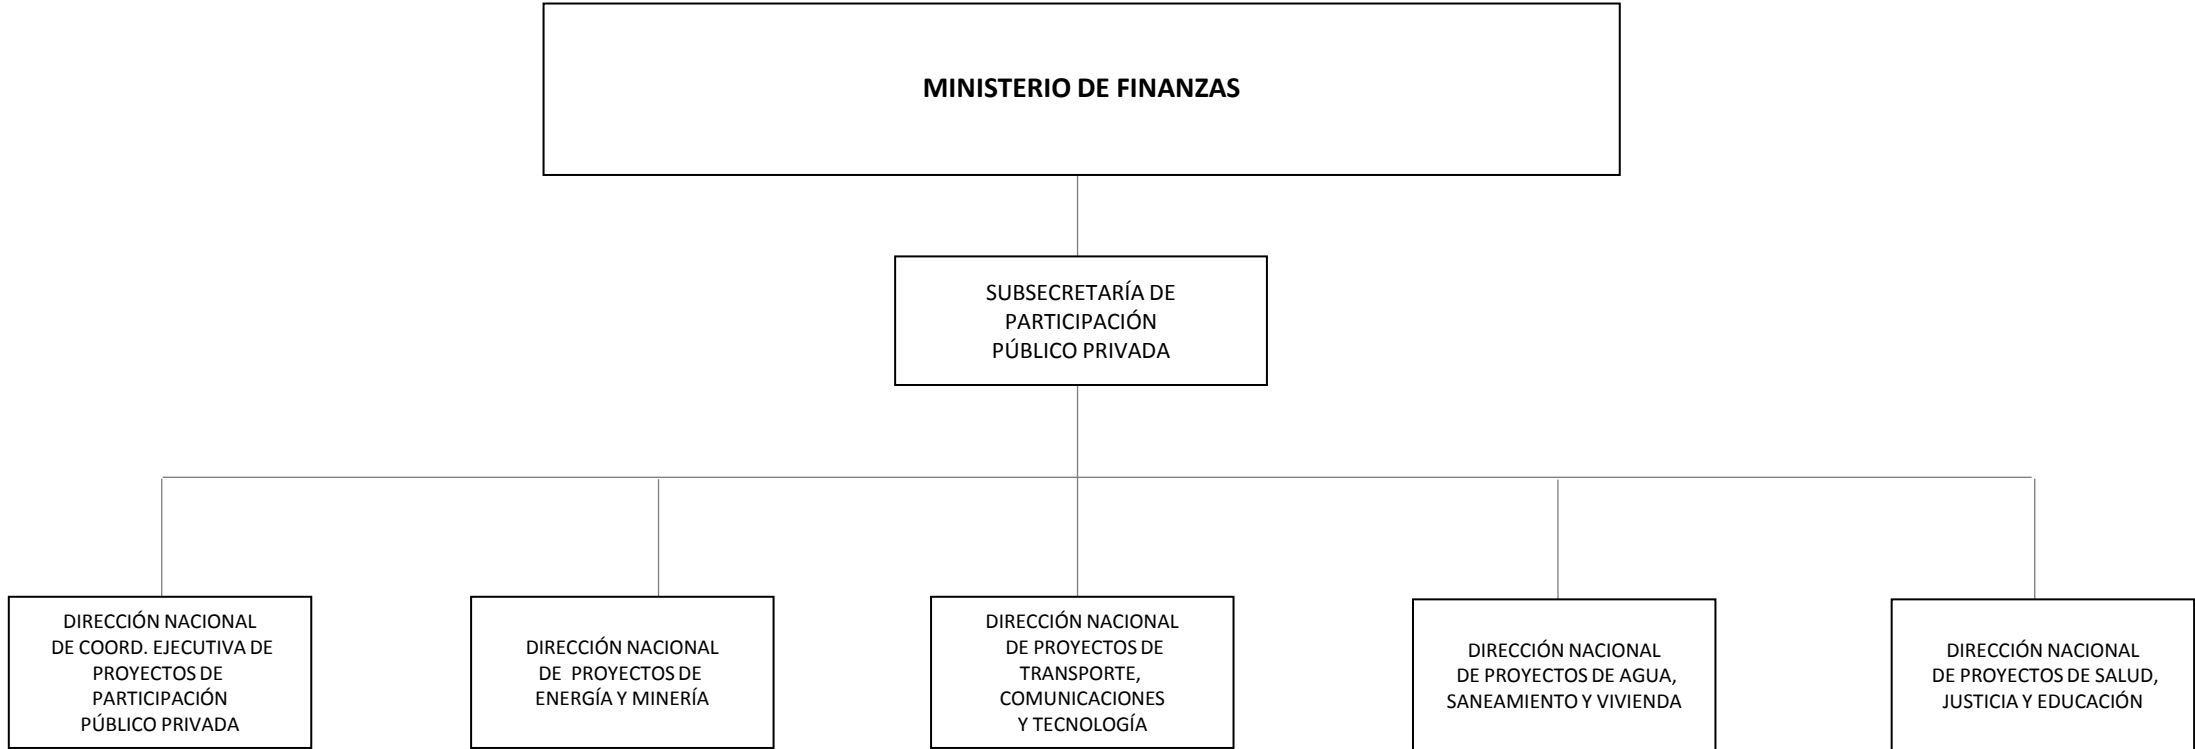 MINISTERIO DE FINANZAS
SUBSECRETARÍA DE
PARTICIPACIÓN
PÚBLICO PRIVADA
DIRECCIÓN NACIONAL
DE COORD. EJECUTIVA DE
PROYECTOS DE
PARTICIPACIÓN
PÚBLICO PRIVADA
DIRECCIÓN NACIONAL
DE PROYECTOS DE
ENERGÍA Y MINERÍA
DIRECCIÓN NACIONAL
DE PROYECTOS DE
TRANSPORTE,
COMUNICACIONES
Y TECNOLOGÍA
DIRECCIÓN NACIONAL
DE PROYECTOS DE AGUA,
SANEAMIENTO Y VIVIENDA
DIRECCIÓN NACIONAL
DE PROYECTOS DE SALUD,
JUSTICIA Y EDUCACIÓN